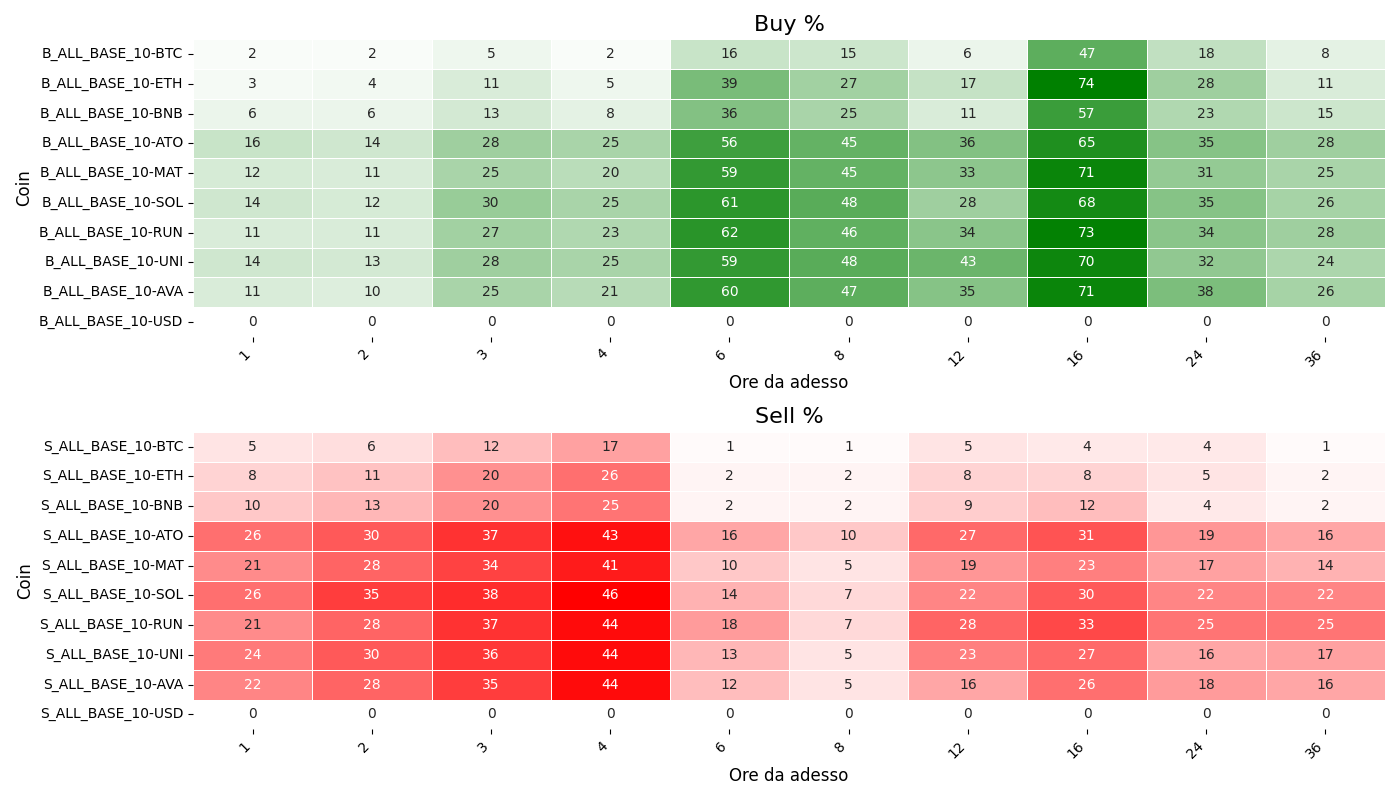 Buy %
Coin
B_ALL_BASE_10-BTC 2 2 5 2 16 15 6 47 18 8
B_ALL_BASE_10-ETH 3 4 11 5 39 27 17 74 28 11
B_ALL_BASE_10-BNB 6 6 13 8 36 25 11 57 23 15
B_ALL_BASE_10-ATO 16 14 28 25 56 45 36 65 35 28
B_ALL_BASE_10-MAT 12 11 25 20 59 45 33 71 31 25
B_ALL_BASE_10-SOL 14 12 30 25 61 48 28 68 35 26
B_ALL_BASE_10-RUN 11 11 27 23 62 46 34 73 34 28
B_ALL_BASE_10-UNI 14 13 28 25 59 48 43 70 32 24
B_ALL_BASE_10-AVA 11 10 25 21 60 47 35 71 38 26
B_ALL_BASE_10-USD 0 0 0 0 0 0 0 0 0 0
1 2 3 4 6 8 12 16 24 36
Ore da adesso
Sell %
Coin
S_ALL_BASE_10-BTC 5 6 12 17 1 1 5 4 4 1
S_ALL_BASE_10-ETH 8 11 20 26 2 2 8 8 5 2
S_ALL_BASE_10-BNB 10 13 20 25 2 2 9 12 4 2
S_ALL_BASE_10-ATO 26 30 37 43 16 10 27 31 19 16
S_ALL_BASE_10-MAT 21 28 34 41 10 5 19 23 17 14
S_ALL_BASE_10-SOL 26 35 38 46 14 7 22 30 22 22
S_ALL_BASE_10-RUN 21 28 37 44 18 7 28 33 25 25
S_ALL_BASE_10-UNI 24 30 36 44 13 5 23 27 16 17
S_ALL_BASE_10-AVA 22 28 35 44 12 5 16 26 18 16
S_ALL_BASE_10-USD 0 0 0 0 0 0 0 0 0 0
1 2 3 4 6 8 12 16 24 36
Ore da adesso